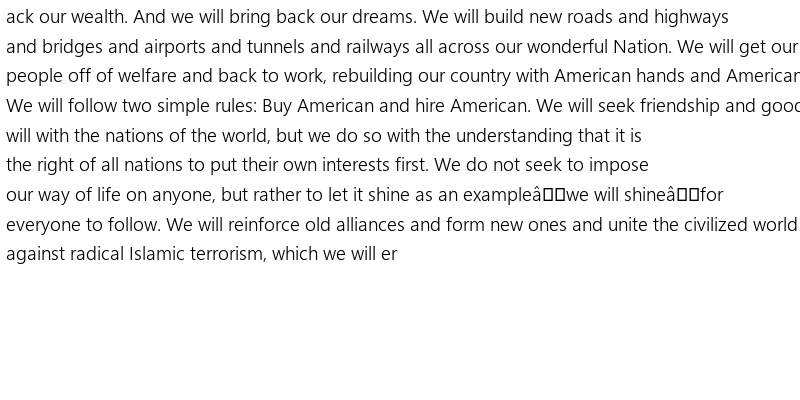 ack our wealth. And we will bring back our dreams. We will build new roads and highways
and bridges and airports and tunnels and railways all across our wonderful Nation. We will get our
people off of welfare and back to work, rebuilding our country with American hands and American
We will follow two simple rules: Buy American and hire American. We will seek friendship and good
will with the nations of the world, but we do so with the understanding that it is
the right of all nations to put their own interests first. We do not seek to impose
our way of life on anyone, but rather to let it shine as an exampleâ▯▯we will shineâ▯▯for
everyone to follow. We will reinforce old alliances and form new ones and unite the civilized world
against radical Islamic terrorism, which we will er